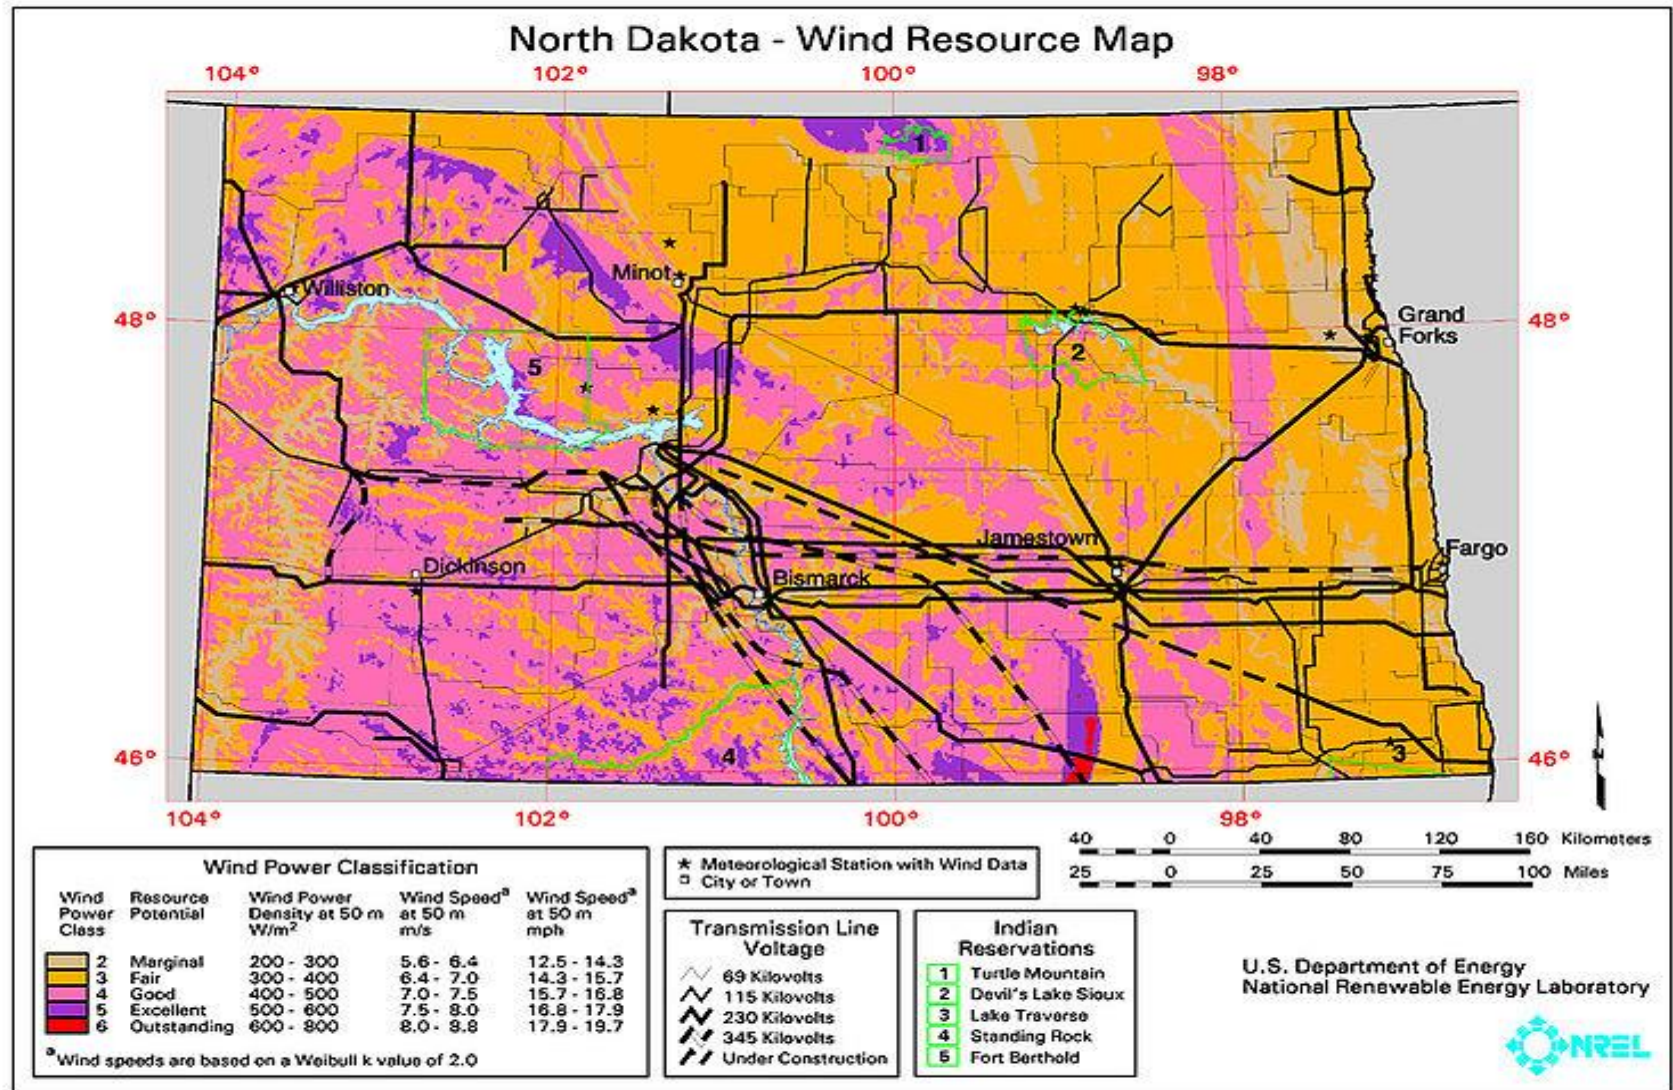 North Dakota - Wind Resource Map
104° 102° 100° 98°
1
Minot
Williston
48° 48°
Grand
Forks
2
5
Jamestown
Fargo
Dickinson
Bismarck
46° 4 3 46°
104° 102° 100° 98°
40 0 40 80 120 160 Kilometers
25 0 25 50 75 100 Miles
Wind Power Classification
Wind Resource Wind Power Wind Speedª Wind Speedª
Power Potential Density at 50 m at 50 m at 50 m
Class W/m² m/s mph
2 Marginal 200 - 300 5.6 - 6.4 12.5 - 14.3
3 Fair 300 - 400 6.4 - 7.0 14.3 - 15.7
4 Good 400 - 500 7.0 - 7.5 15.7 - 16.8
5 Excellent 500 - 600 7.5 - 8.0 16.8 - 17.9
6 Outstanding 600 - 800 8.0 - 8.8 17.9 - 19.7
ªWind speeds are based on a Weibull k value of 2.0
★ Meteorological Station with Wind Data
City or Town
Transmission Line
Voltage
69 Kilovolts
115 Kilovolts
230 Kilovolts
345 Kilovolts
Under Construction
Indian
Reservations
1 Turtle Mountain
2 Devil's Lake Sioux
3 Lake Traverse
4 Standing Rock
5 Fort Berthold
U.S. Department of Energy
National Renewable Energy Laboratory
NREL